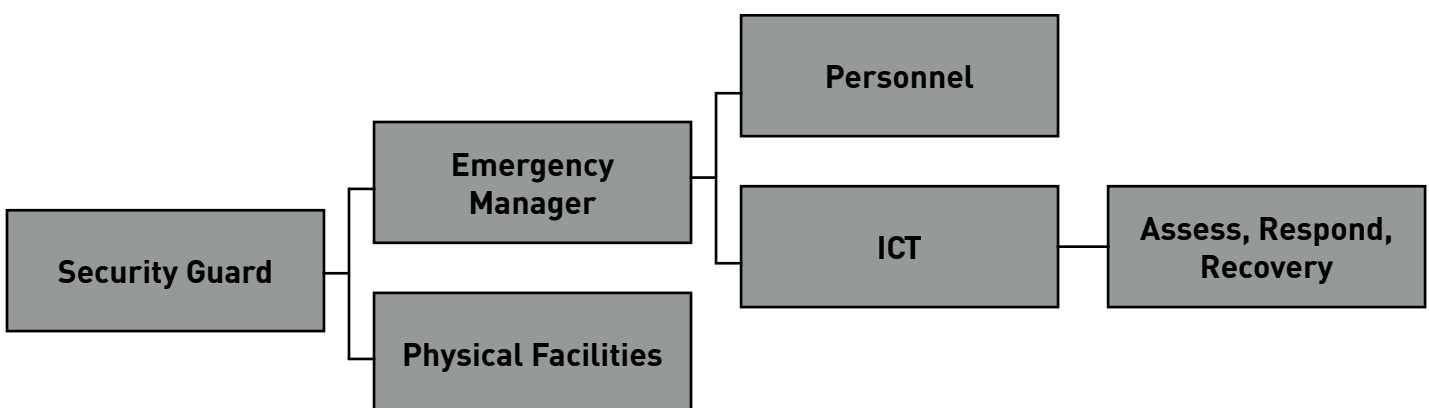 Security Guard
Emergency
Manager
Physical Facilities
Personnel
ICT
Assess, Respond,
Recovery